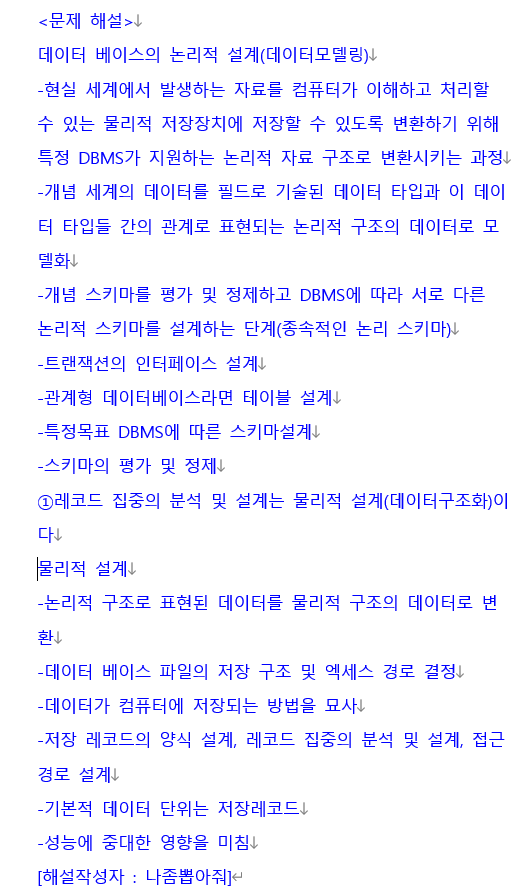 <문제 해설>↓
데이터 베이스의 논리적 설계(데이터모델링)↓
-현실 세계에서 발생하는 자료를 컴퓨터가 이해하고 처리할
수 있는 물리적 저장장치에 저장할 수 있도록 변환하기 위해
특정 DBMS가 지원하는 논리적 자료 구조로 변환시키는 과정↓
-개념 세계의 데이터를 필드로 기술된 데이터 타입과 이 데이
터 타입들 간의 관계로 표현되는 논리적 구조의 데이터로 모
델화↓
-개념 스키마를 평가 및 정제하고 DBMS에 따라 서로 다른
논리적 스키마를 설계하는 단계(종속적인 논리 스키마)↓
-트랜잭션의 인터페이스 설계↓
-관계형 데이터베이스라면 테이블 설계↓
-특정목표 DBMS에 따른 스키마설계↓
-스키마의 평가 및 정제↓
①레코드 집중의 분석 및 설계는 물리적 설계(데이터구조화)이
다↓
물리적 설계↓
-논리적 구조로 표현된 데이터를 물리적 구조의 데이터로 변
환↓
-데이터 베이스 파일의 저장 구조 및 엑세스 경로 결정↓
-데이터가 컴퓨터에 저장되는 방법을 묘사↓
-저장 레코드의 양식 설계, 레코드 집중의 분석 및 설계, 접근
경로 설계↓
-기본적 데이터 단위는 저장레코드↓
-성능에 중대한 영향을 미침↓
[해설작성자 : 나좀뽑아줘]↵